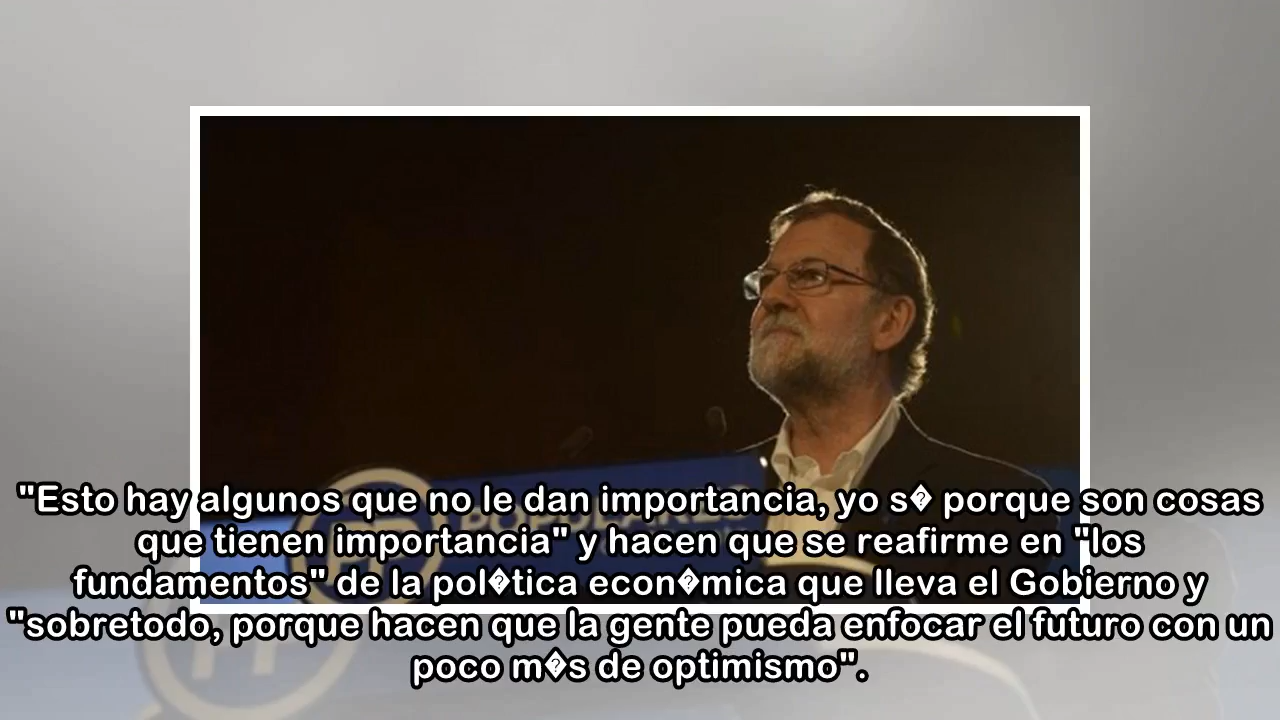 "Esto hay algunos que no le dan importancia, yo s� porque son cosas
que tienen importancia" y hacen que se reafirme en "los
fundamentos" de la pol�tica econ�mica que lleva el Gobierno y
"sobretodo, porque hacen que la gente pueda enfocar el futuro con un
poco m�s de optimismo".
POPULARES